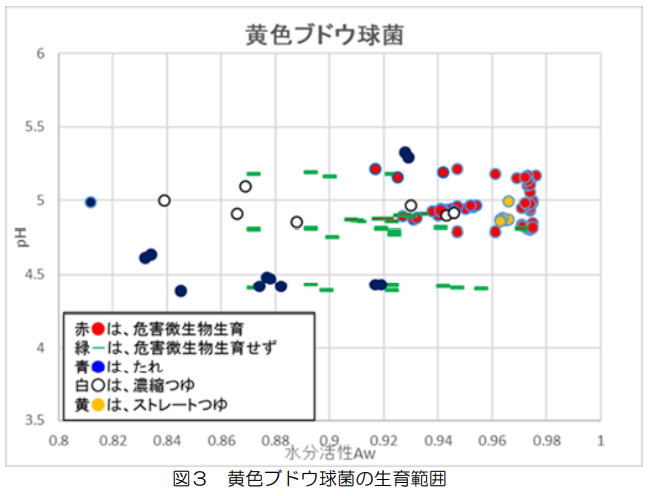 黄色ブドウ球菌
6
5.5
5
4.5
4
3.5
pH
赤●は、危害微生物生育
緑―は、危害微生物生育せず
青●は、たれ
白○は、濃縮つゆ
黄●は、ストレートつゆ
0.8 0.82 0.84 0.86 0.88 0.9 0.92 0.94 0.96 0.98 1
水分活性Aw
図３　黄色ブドウ球菌の生育範囲